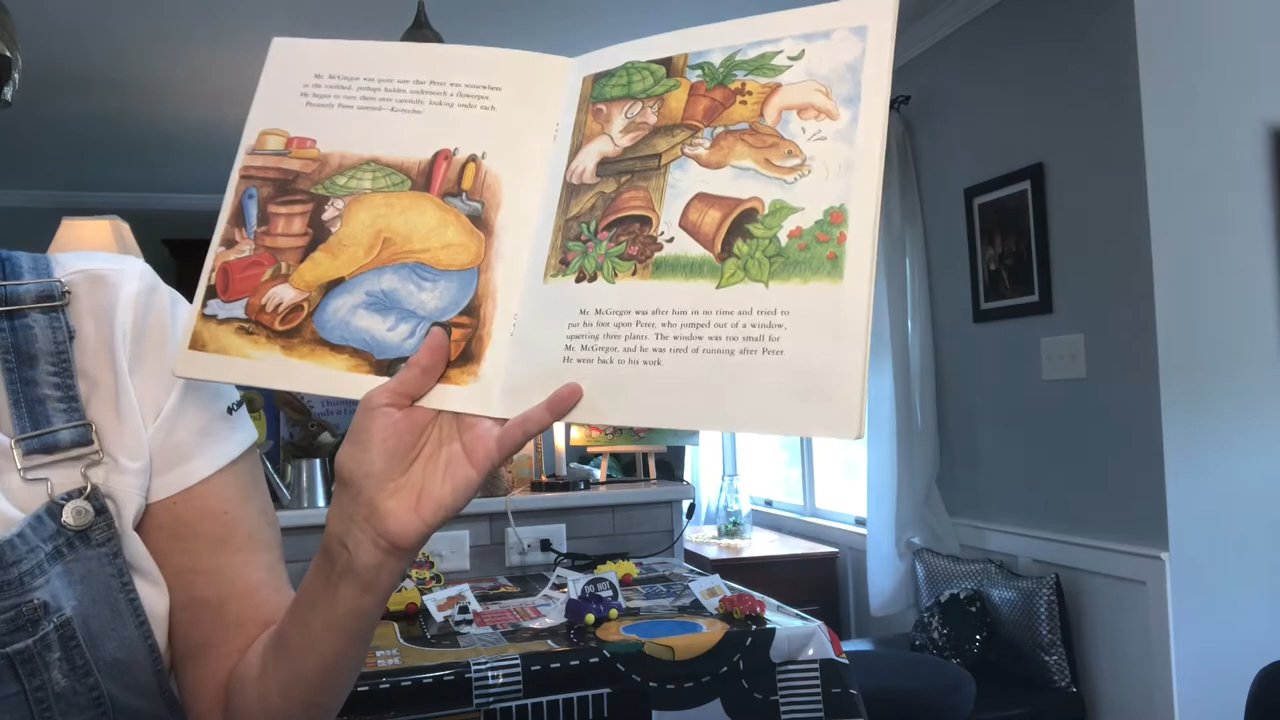 Mr. McGregor was quite sure that Peter was somewhere
in the toolshed, perhaps hidden underneath a flowerpot.
He began to turn them over carefully, looking under each.
Presently Peter sneezed—Kertyschoo!
Mr. McGregor was after him in no time and tried to
put his foot upon Peter, who jumped out of a window,
upsetting three plants. The window was too small for
Mr. McGregor, and he was tired of running after Peter.
He went back to his work.
DO NOT